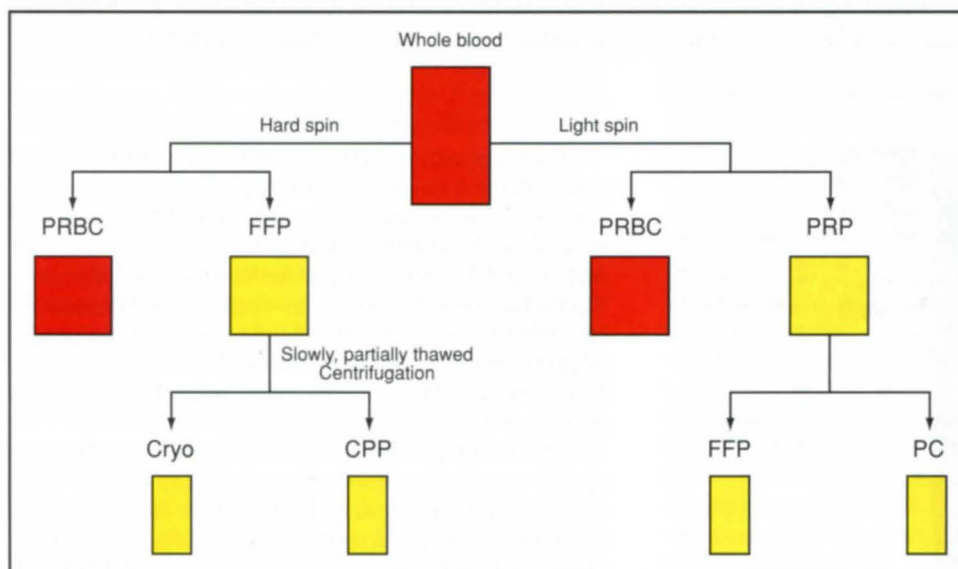 Whole blood
Hard spin
Light spin
PRBC
FFP
PRBC
PRP
Slowly, partially thawed
Centrifugation
Cryo
CPP
FFP
PC